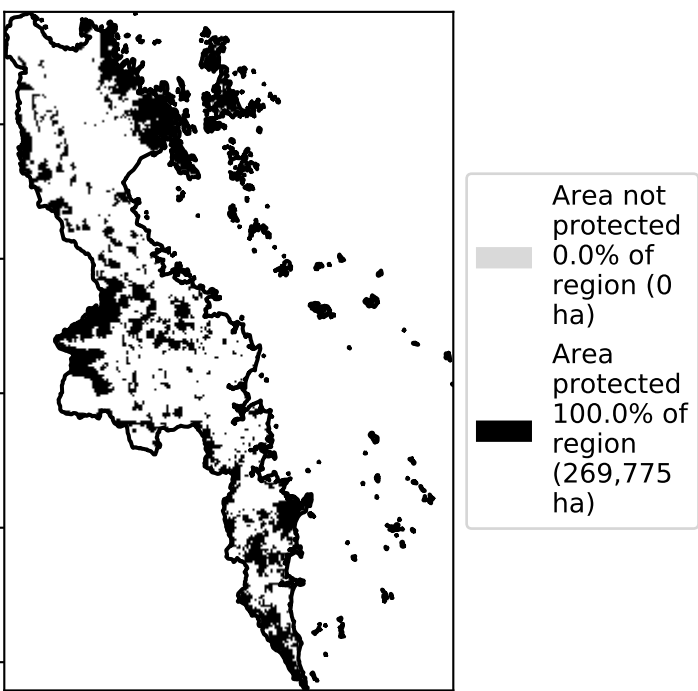 Area not
protected
0.0% of
region (0
ha)
Area
protected
100.0% of
region
(269,775
ha)